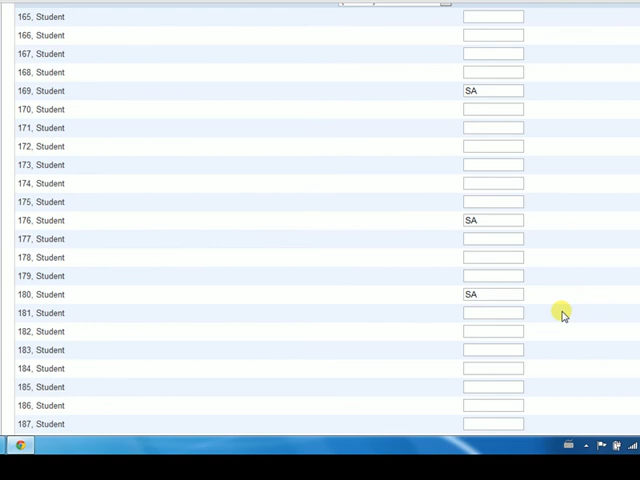 165, Student
166, Student
167, Student
168, Student
169, Student SA
170, Student
171, Student
172, Student
173, Student
174, Student
175, Student
176, Student SA
177, Student
178, Student
179, Student
180, Student SA
181, Student
182, Student
183, Student
184, Student
185, Student
186, Student
187, Student